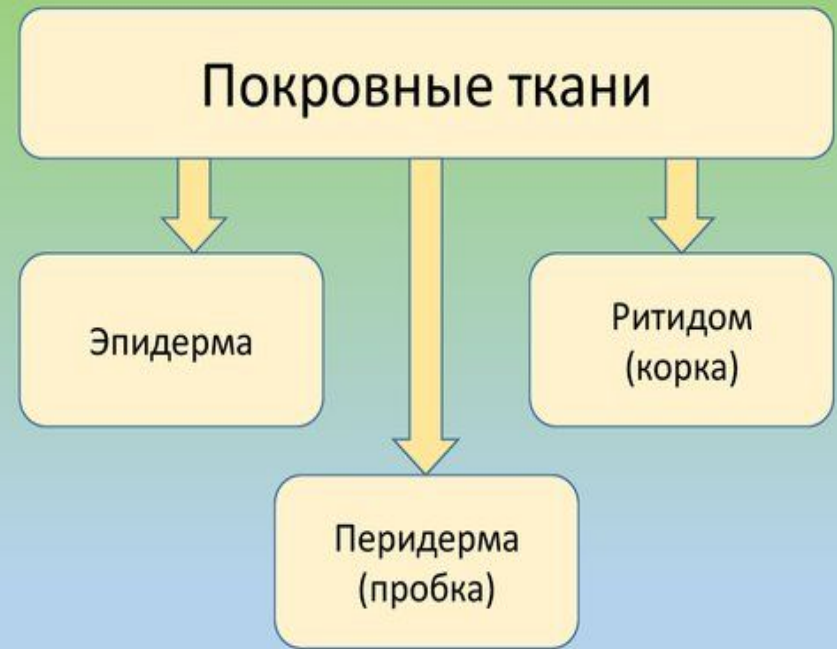 Покровные ткани
Эпидерма
Ритидом
(корка)
Перидерма
(пробка)